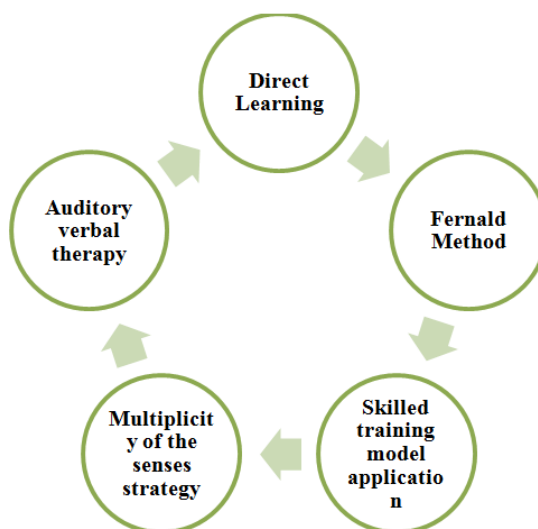 Direct
Learning
Fernald
Method
Skilled
training
model
applicatio
n
Multiplicit
y of the
senses
strategy
Auditory
verbal
therapy